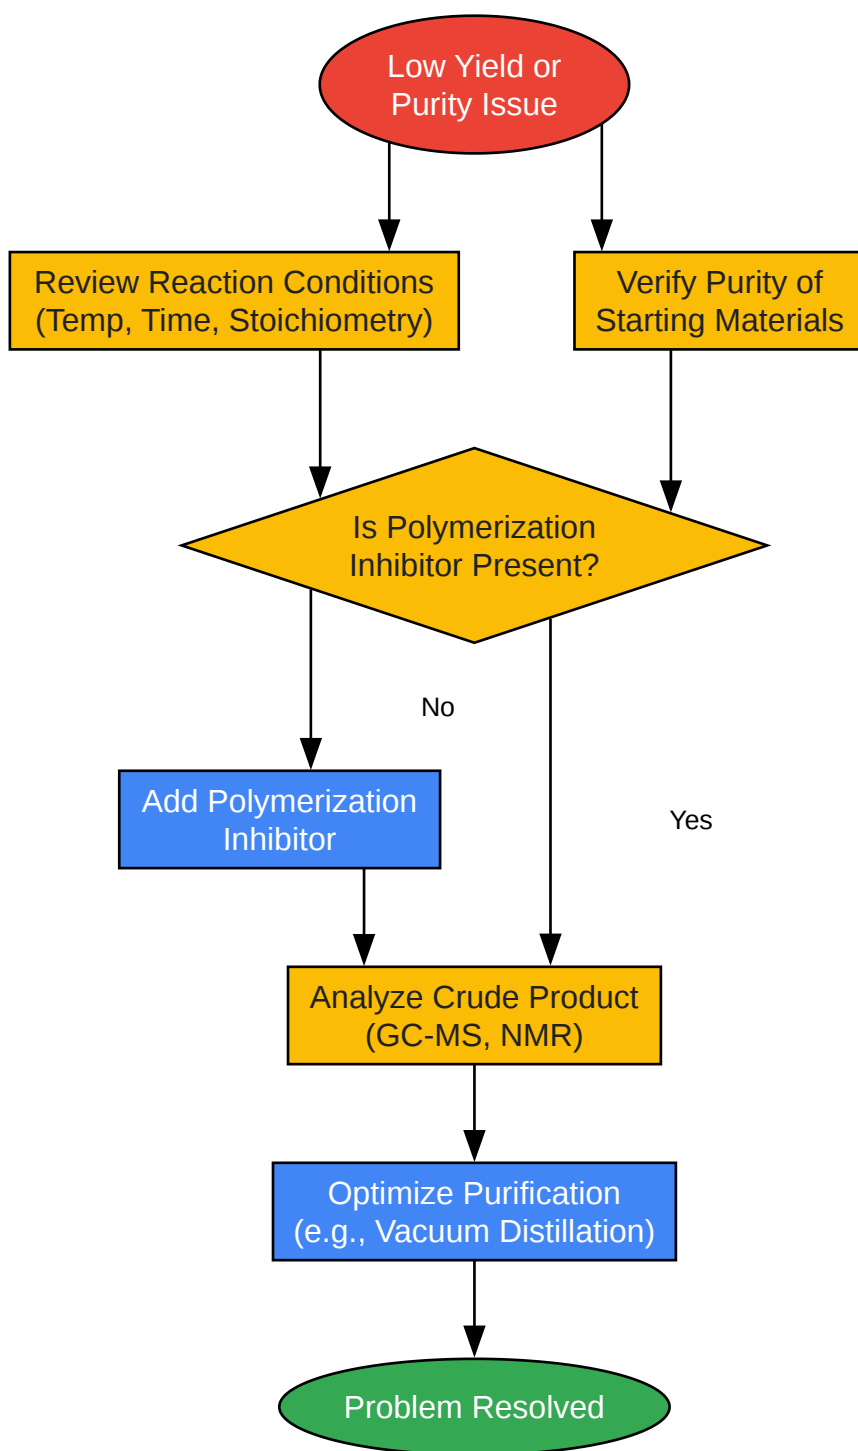 Low Yield or
Purity Issue
Review Reaction Conditions
(Temp, Time, Stoichiometry)
Verify Purity of
Starting Materials
Is Polymerization
Inhibitor Present?
No
Add Polymerization
Inhibitor
Yes
Analyze Crude Product
(GC-MS, NMR)
Optimize Purification
(e.g., Vacuum Distillation)
Problem Resolved